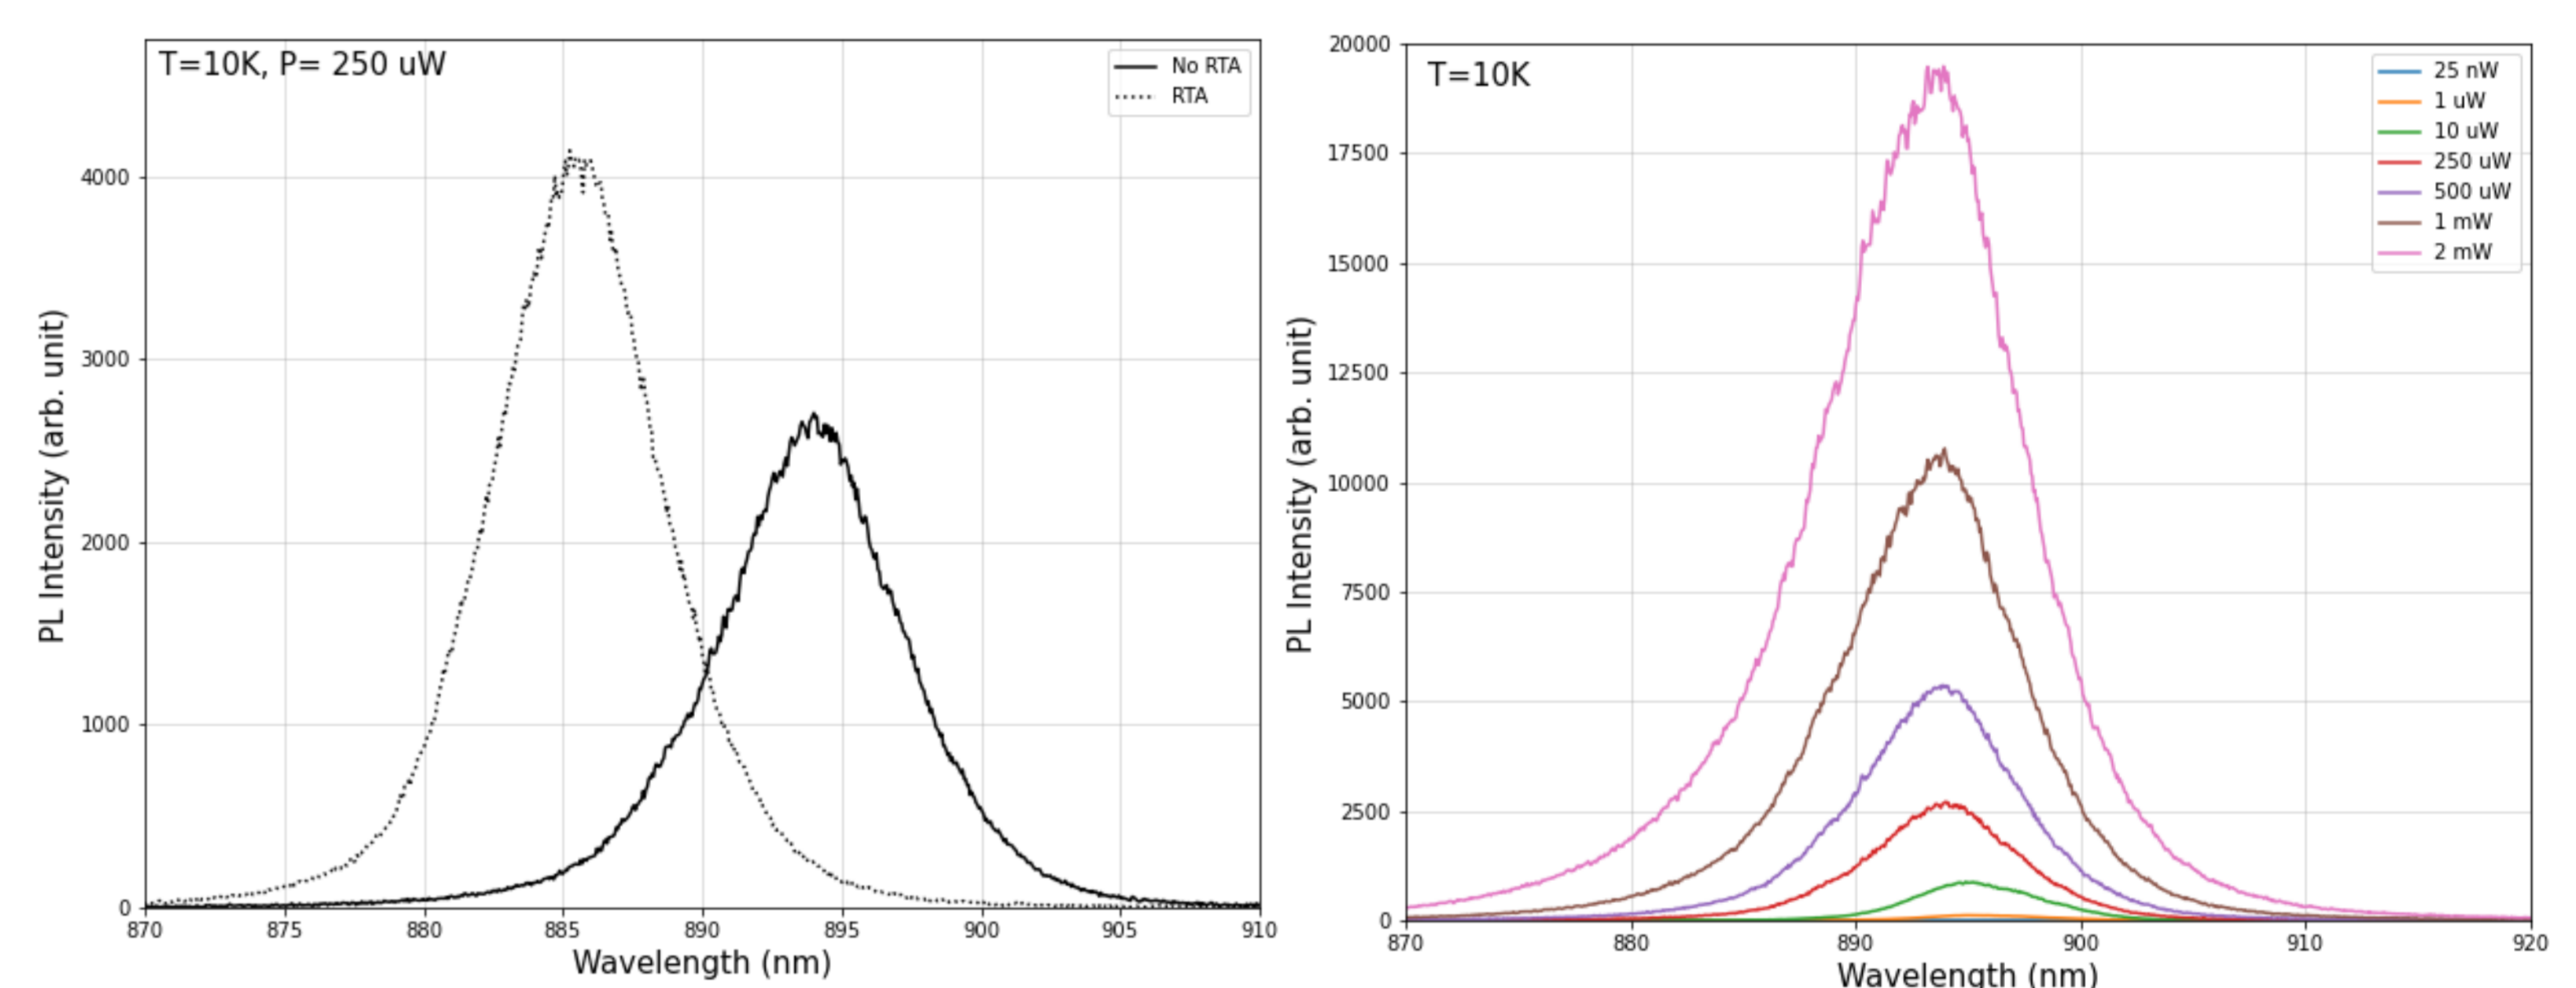 T=10K, P= 250 uW
No RTA
RTA
PL Intensity (arb. unit)
4000
3000
2000
1000
0
870 875 880 885 890 895 900 905 910
Wavelength (nm)
T=10K
25 nW
1 uW
10 uW
250 uW
500 uW
1 mW
2 mW
PL Intensity (arb. unit)
20000
17500
15000
12500
10000
7500
5000
2500
0
870 880 890 900 910 920
Wavelength (nm)